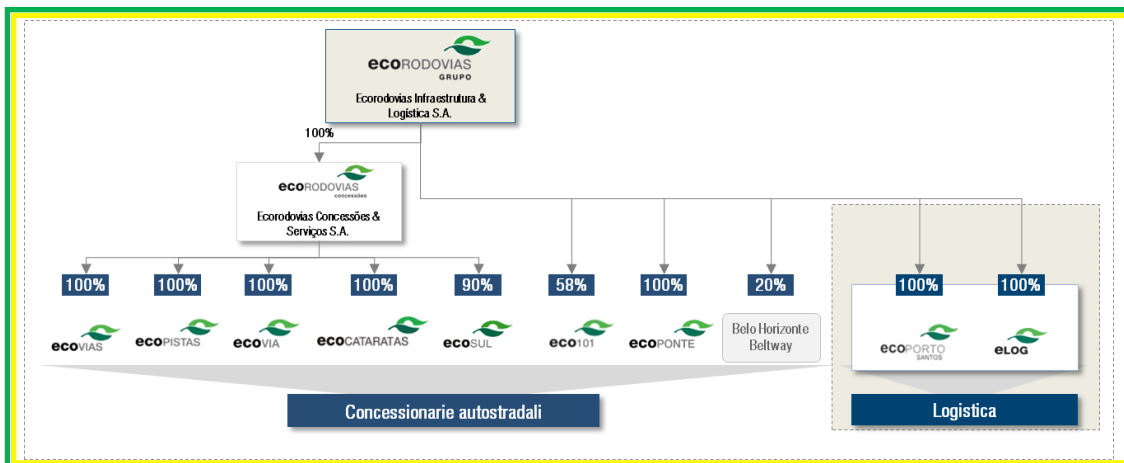 ecoRODOVIAS
GRUPO
Ecorodovias Infraestrutura &
Logística S.A.
100%
ecoRODOVIAS
concessões
Ecorodovias Concessões &
Serviços S.A.
100%
100%
100%
100%
90%
58%
100%
20%
100%
100%
ecoVIAS
ecoPISTAS
ecoVIA
ecoCATARATAS
ecoSUL
eco101
ecoPONTE
Belo Horizonte
Beltway
ecoPORTO
SANTOS
eLOG
Concessionarie autostradali
Logistica